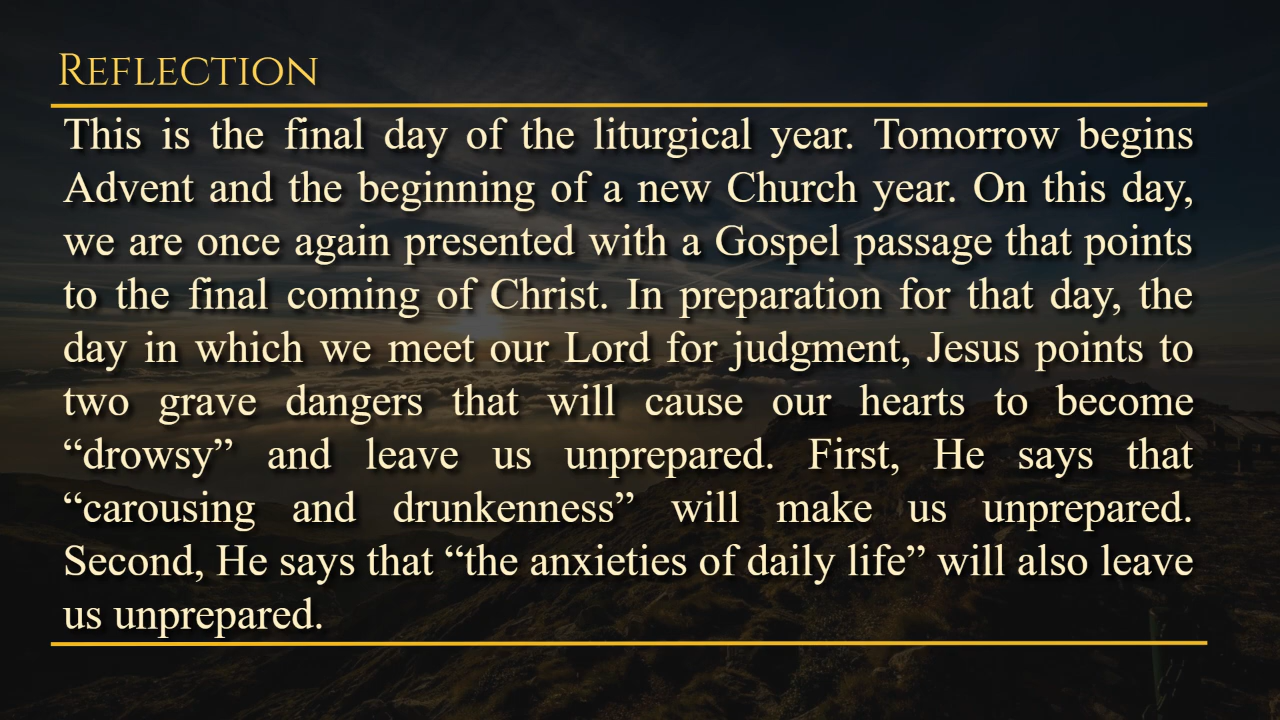 REFLECTION
This is the final day of the liturgical year. Tomorrow begins
Advent and the beginning of a new Church year. On this day,
we are once again presented with a Gospel passage that points
to the final coming of Christ. In preparation for that day, the
day in which we meet our Lord for judgment, Jesus points to
two grave dangers that will cause our hearts to become
“drowsy” and leave us unprepared. First, He says that
“carousing and drunkenness” will make us unprepared.
Second, He says that “the anxieties of daily life” will also leave
us unprepared.